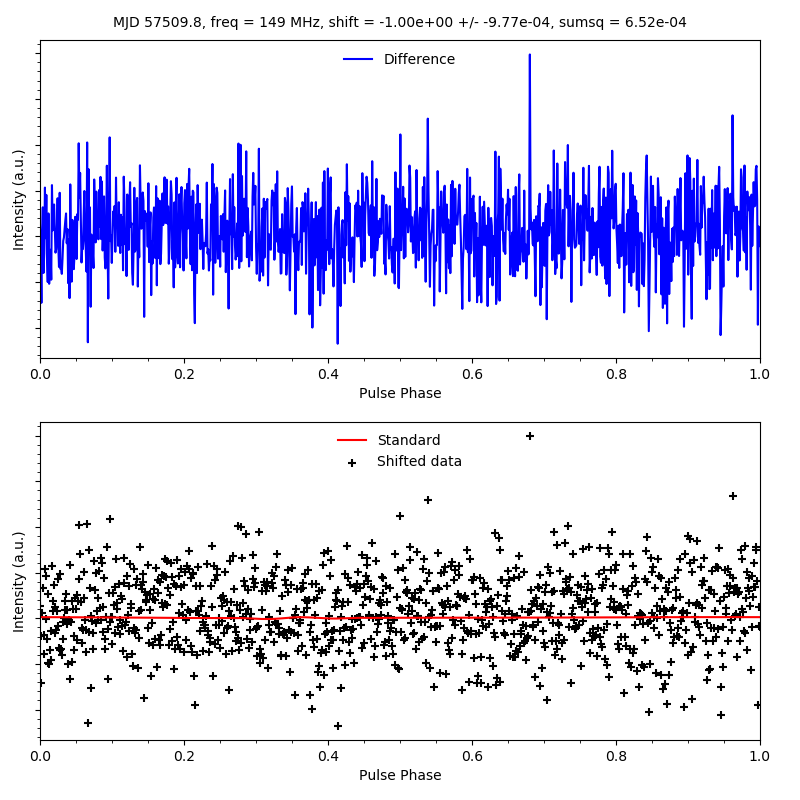 MJD 57509.8, freq = 149 MHz, shift = -1.00e+00 +/- -9.77e-04, sumsq = 6.52e-04
Difference
Intensity (a.u.)
0.0 0.2 0.4 0.6 0.8 1.0
Pulse Phase
Standard
Shifted data
Intensity (a.u.)
0.0 0.2 0.4 0.6 0.8 1.0
Pulse Phase